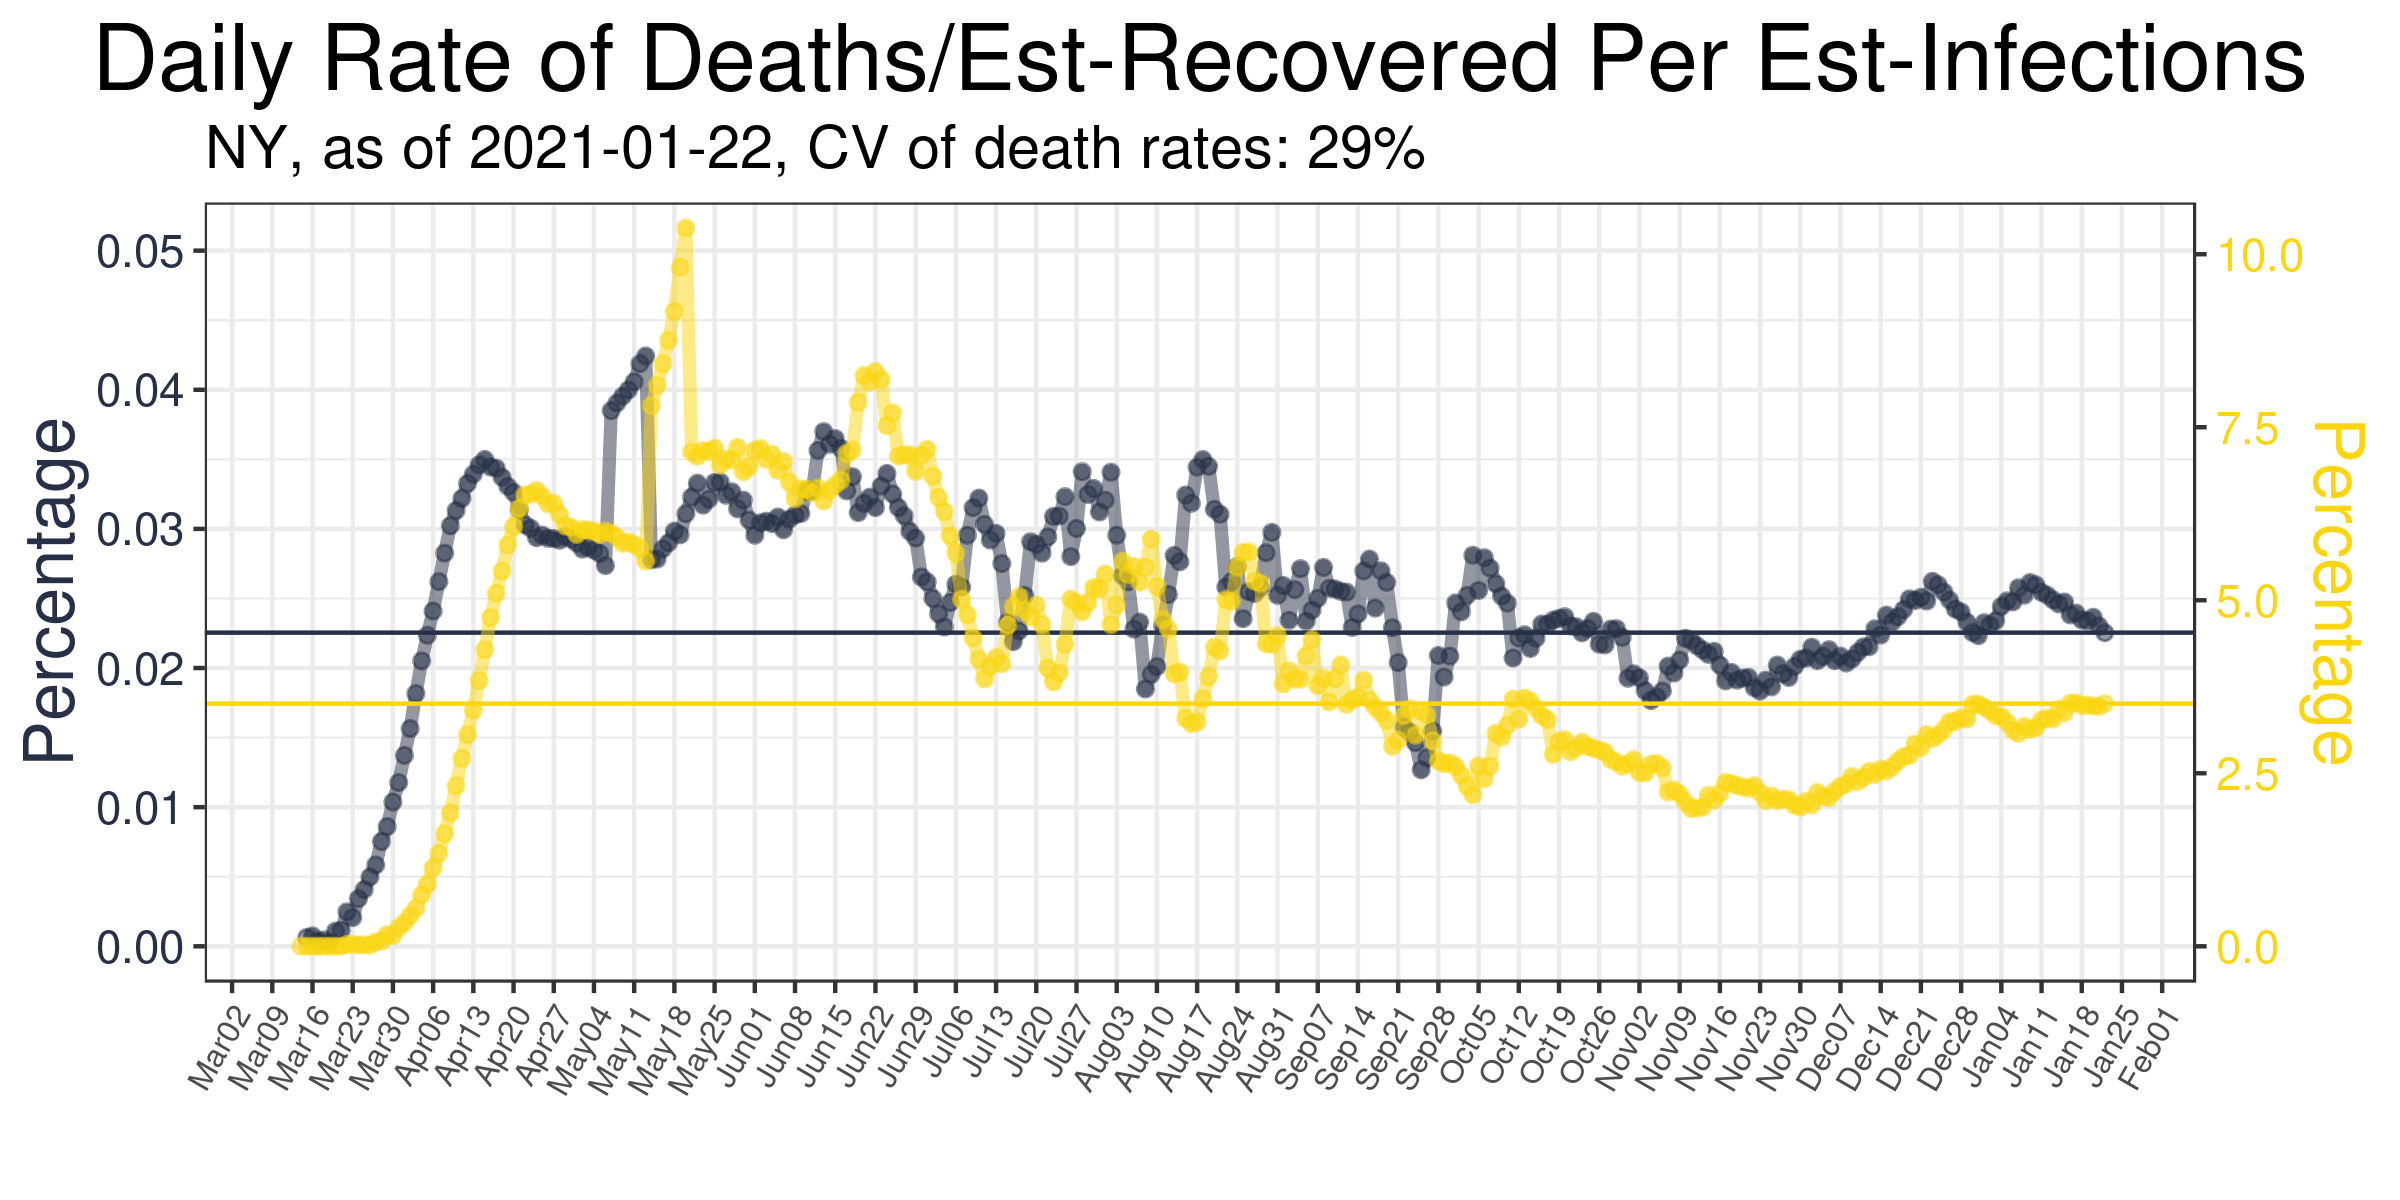 Daily Rate of Deaths/Est-Recovered Per Est-Infections
NY, as of 2021-01-22, CV of death rates: 29%
Percentage
0.05
0.04
0.03
0.02
0.01
0.00
10.0
7.5
5.0
2.5
0.0
Percentage
Mar02 Mar09 Mar16 Mar23 Mar30 Apr06 Apr13 Apr20 Apr27 May04 May11 May18 May25 Jun01 Jun08 Jun15 Jun22 Jun29 Jul06 Jul13 Jul20 Jul27 Aug03 Aug10 Aug17 Aug24 Aug31 Sep07 Sep14 Sep21 Sep28 Oct05 Oct12 Oct19 Oct26 Nov02 Nov09 Nov16 Nov23 Nov30 Dec07 Dec14 Dec21 Dec28 Jan04 Jan11 Jan18 Jan25 Feb01